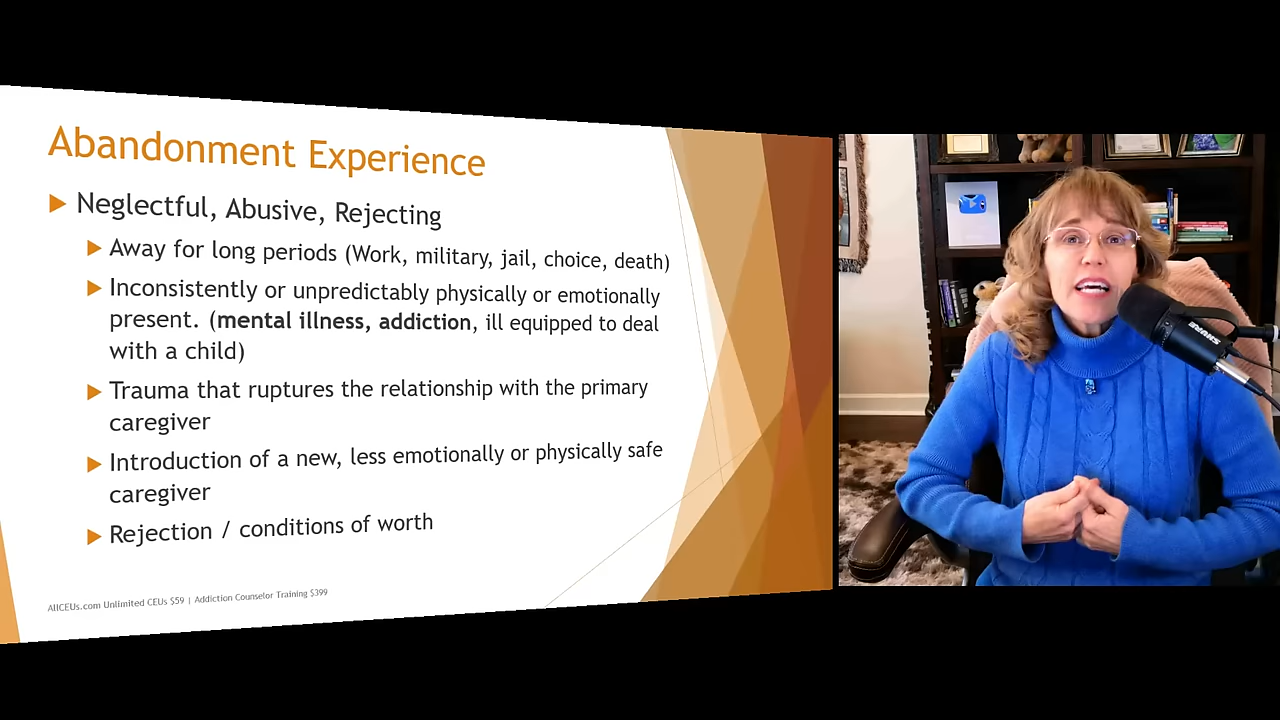 Abandonment Experience
Neglectful, Abusive, Rejecting
Away for long periods (Work, military, jail, choice, death)
Inconsistently or unpredictably physically or emotionally
present. (mental illness, addiction, ill equipped to deal
with a child)
Trauma that ruptures the relationship with the primary
caregiver
Introduction of a new, less emotionally or physically safe
caregiver
Rejection / conditions of worth
AllCEUs.com Unlimited CEUs $59 | Addiction Counselor Training $399
SHURE